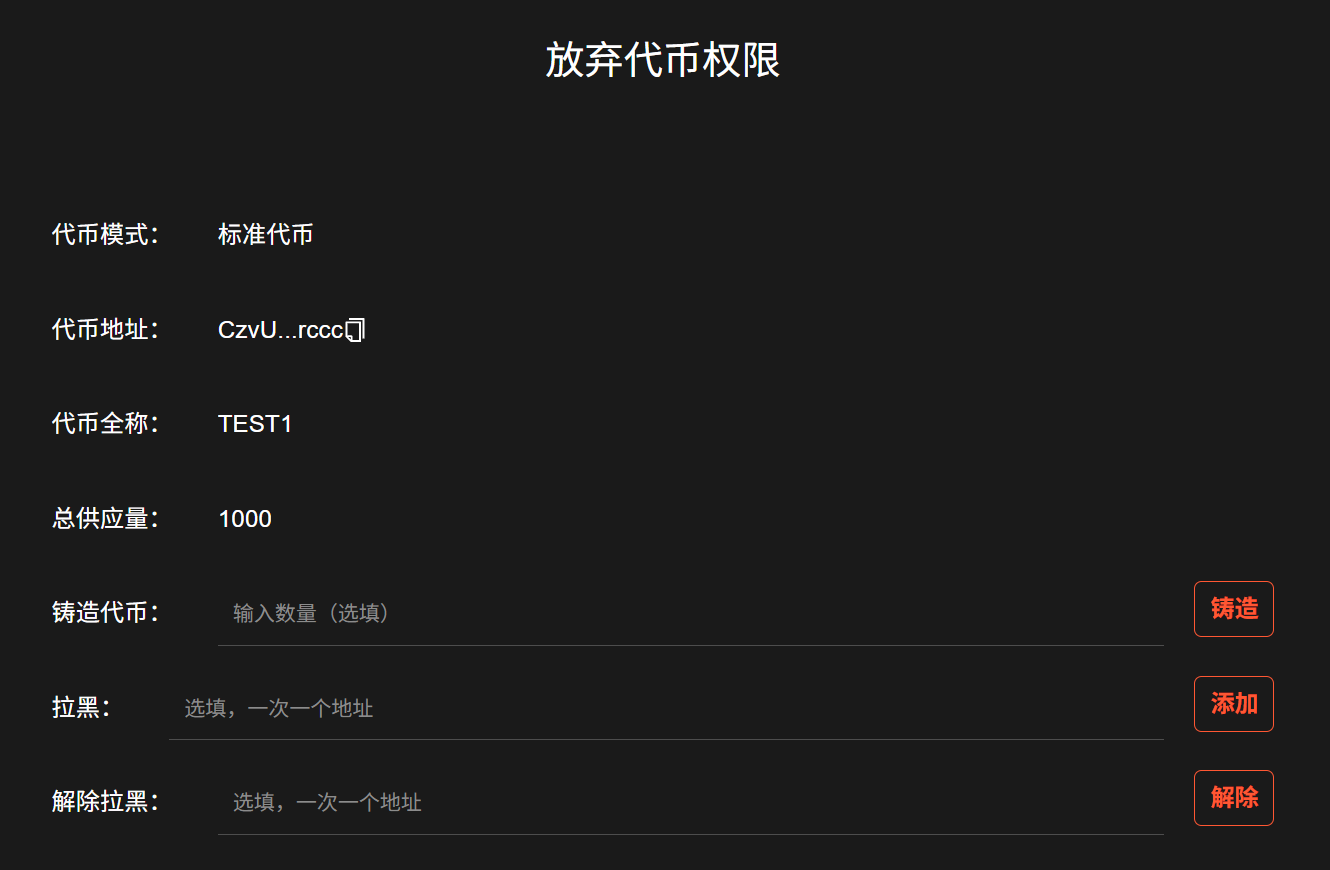 放弃代币权限
代币模式： 标准代币
代币地址： CzvU...rccc
代币全称： TEST1
总供应量： 1000
铸造代币： 输入数量（选填） 铸造
拉黑： 选填，一次一个地址 添加
解除拉黑： 选填，一次一个地址 解除